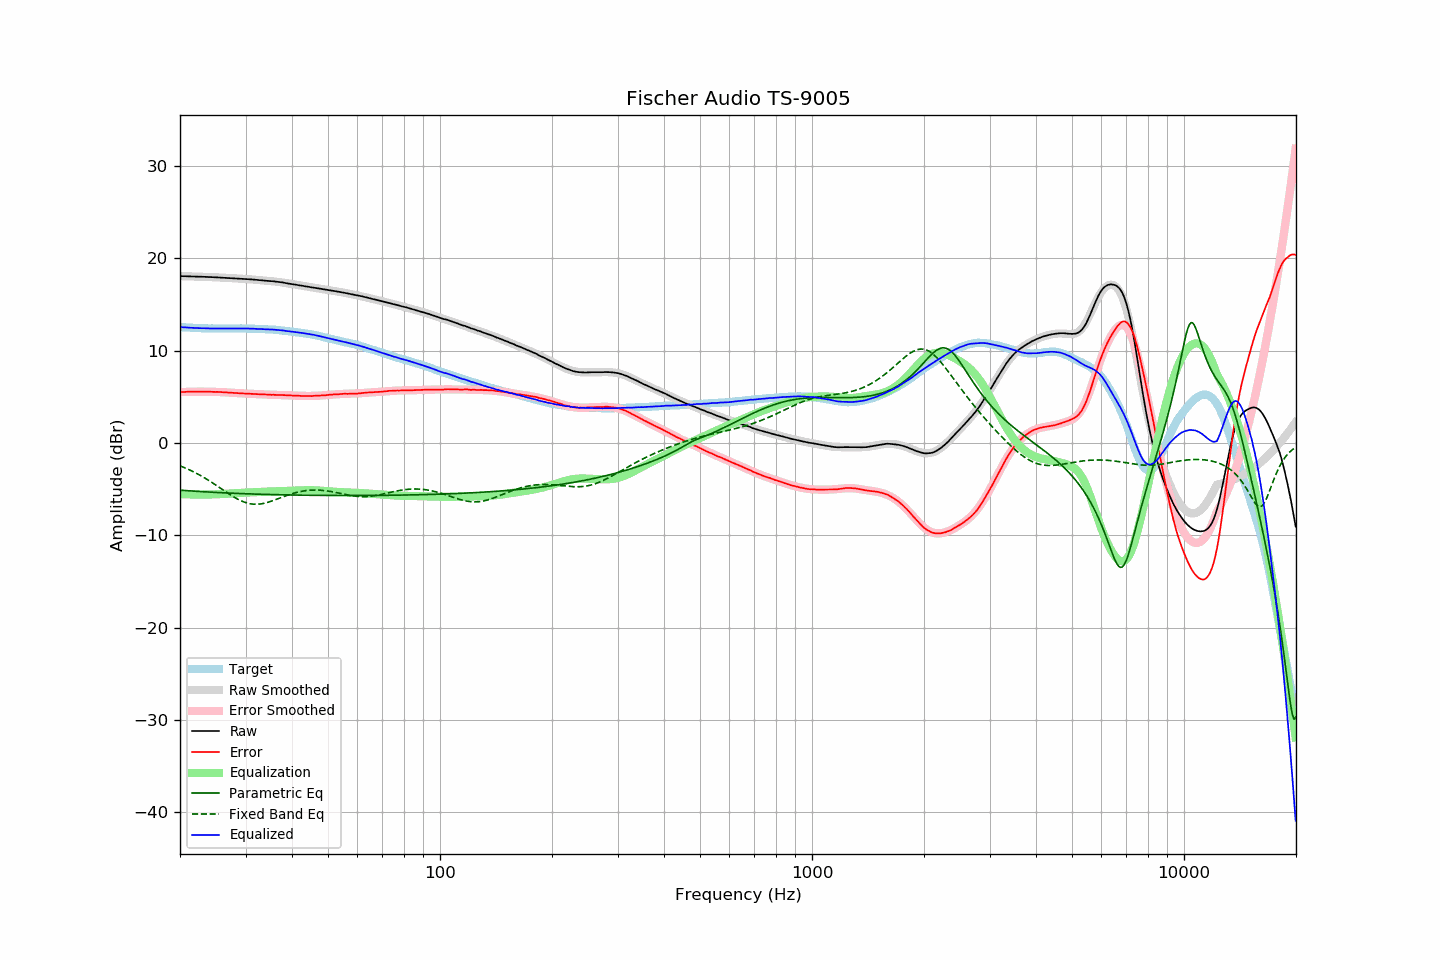 Fischer Audio TS-9005
30
20
10
0
−10
−20
−30
−40
Amplitude (dBr)
Target
Raw Smoothed
Error Smoothed
Raw
Error
Equalization
Parametric Eq
Fixed Band Eq
Equalized
100
1000
10000
Frequency (Hz)